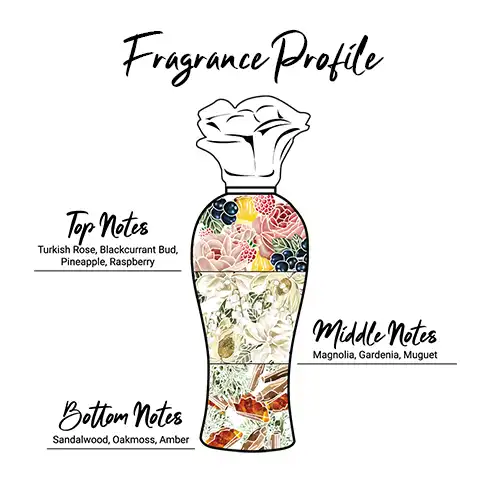 Fragrance Profile
Top Notes
Turkish Rose, Blackcurrant Bud,
Pineapple, Raspberry
Middle Notes
Magnolia, Gardenia, Muguet
Bottom Notes
Sandalwood, Oakmoss, Amber